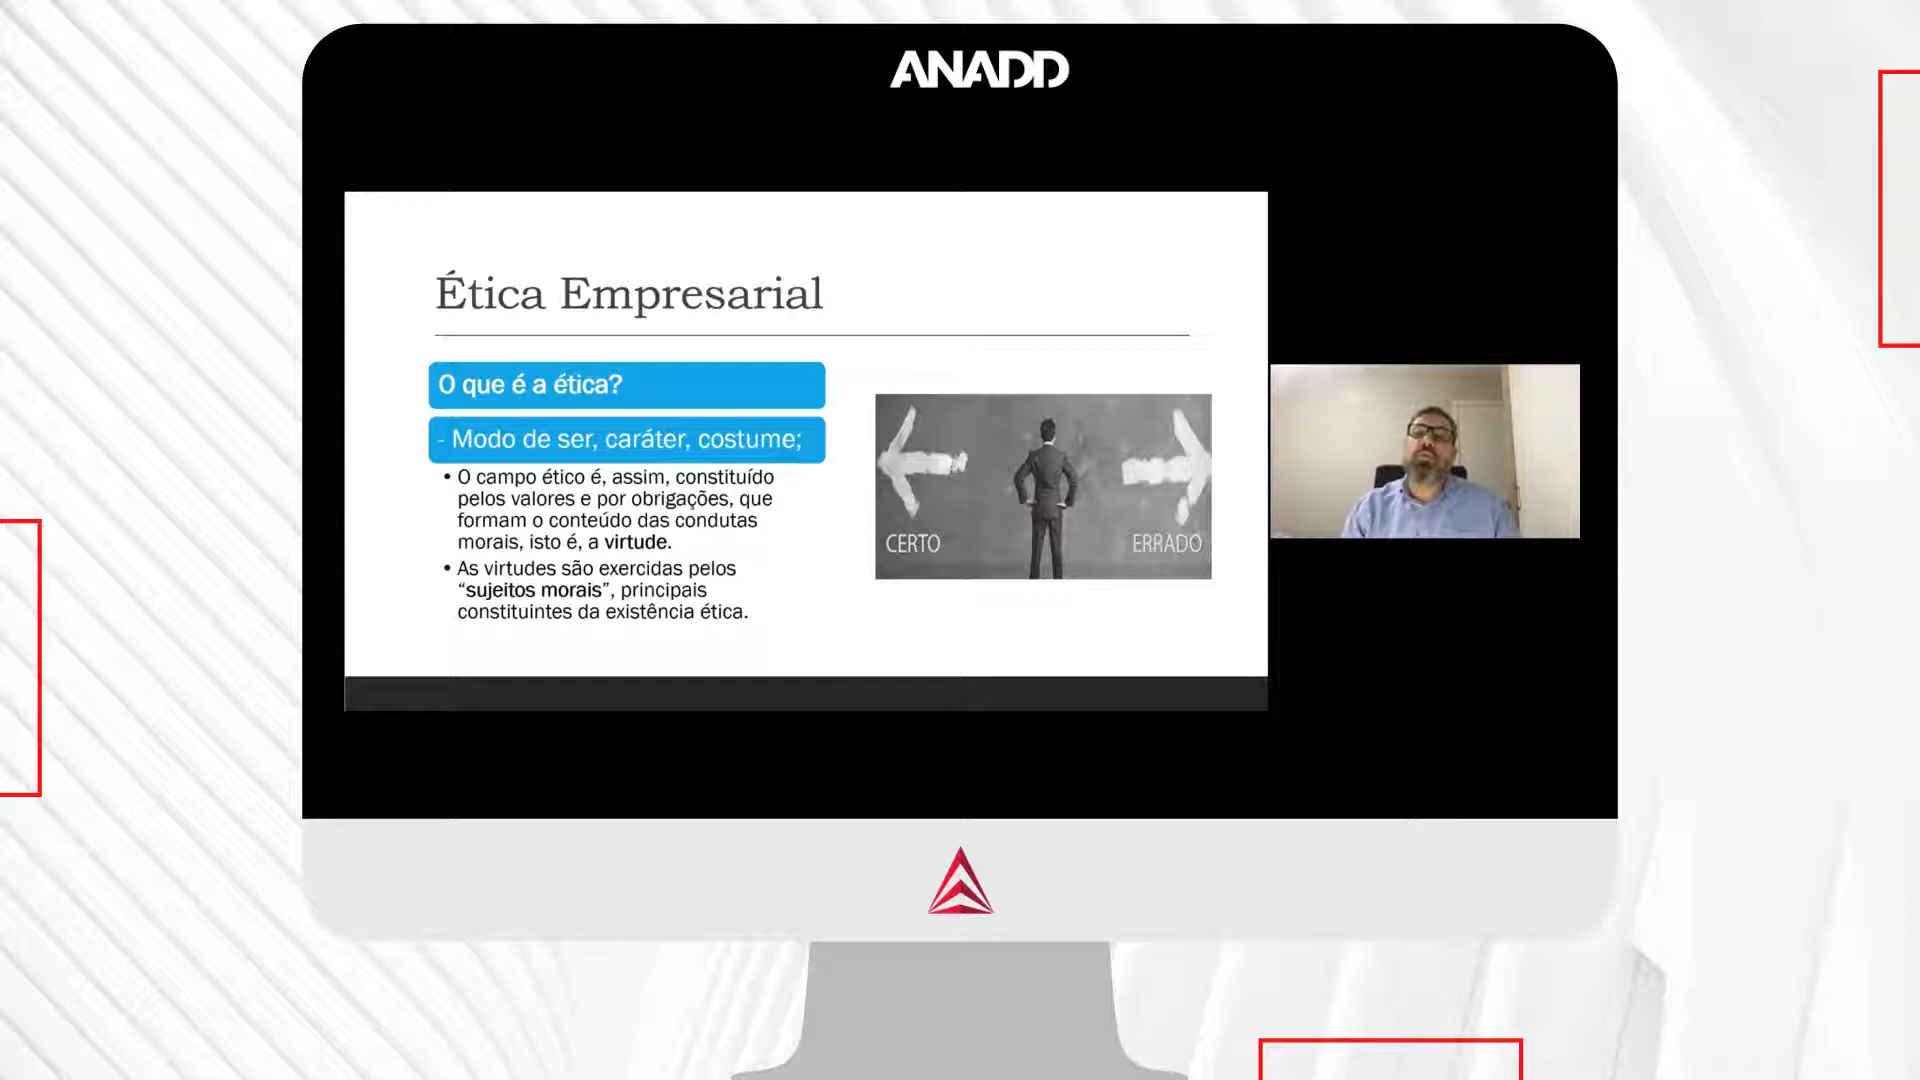 ANADD
Ética Empresarial
O que é a ética?
- Modo de ser, caráter, costume;
• O campo ético é, assim, constituído
pelos valores e por obrigações, que
formam o conteúdo das condutas
morais, isto é, a virtude.
• As virtudes são exercidas pelos
“sujeitos morais”, principais
constituintes da existência ética.
CERTO
ERRADO